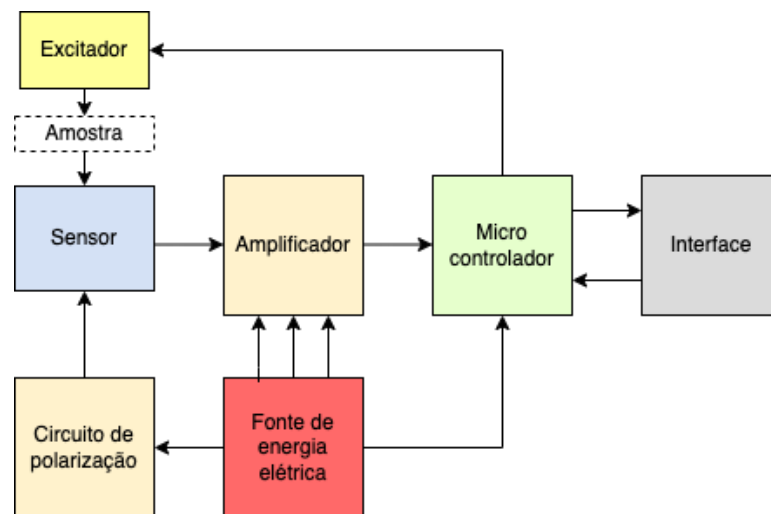 Excitador
Amostra
Sensor
Amplificador
Micro
controlador
Interface
Circuito de
polarização
Fonte de
energia
elétrica